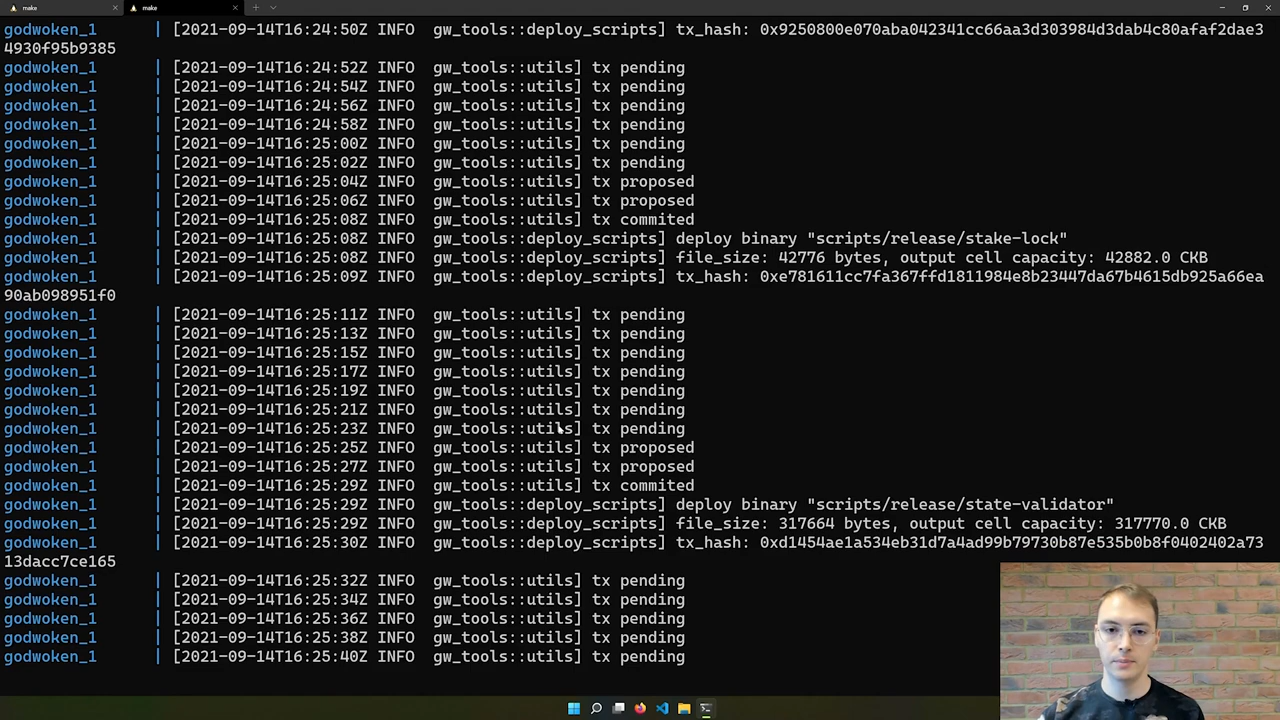 make
make
godwoken_1 | [2021-09-14T16:24:50Z INFO gw_tools::deploy_scripts] tx_hash: 0x9250800e070aba042341cc66aa3d303984d3dab4c80afaf2dae3
4930f95b9385
godwoken_1 | [2021-09-14T16:24:52Z INFO gw_tools::utils] tx pending
godwoken_1 | [2021-09-14T16:24:54Z INFO gw_tools::utils] tx pending
godwoken_1 | [2021-09-14T16:24:56Z INFO gw_tools::utils] tx pending
godwoken_1 | [2021-09-14T16:24:58Z INFO gw_tools::utils] tx pending
godwoken_1 | [2021-09-14T16:25:00Z INFO gw_tools::utils] tx pending
godwoken_1 | [2021-09-14T16:25:02Z INFO gw_tools::utils] tx pending
godwoken_1 | [2021-09-14T16:25:04Z INFO gw_tools::utils] tx proposed
godwoken_1 | [2021-09-14T16:25:06Z INFO gw_tools::utils] tx proposed
godwoken_1 | [2021-09-14T16:25:08Z INFO gw_tools::utils] tx commited
godwoken_1 | [2021-09-14T16:25:08Z INFO gw_tools::deploy_scripts] deploy binary "scripts/release/stake-lock"
godwoken_1 | [2021-09-14T16:25:08Z INFO gw_tools::deploy_scripts] file_size: 42776 bytes, output cell capacity: 42882.0 CKB
godwoken_1 | [2021-09-14T16:25:09Z INFO gw_tools::deploy_scripts] tx_hash: 0xe781611cc7fa367ffd1811984e8b23447da67b4615db925a66ea
90ab098951f0
godwoken_1 | [2021-09-14T16:25:11Z INFO gw_tools::utils] tx pending
godwoken_1 | [2021-09-14T16:25:13Z INFO gw_tools::utils] tx pending
godwoken_1 | [2021-09-14T16:25:15Z INFO gw_tools::utils] tx pending
godwoken_1 | [2021-09-14T16:25:17Z INFO gw_tools::utils] tx pending
godwoken_1 | [2021-09-14T16:25:19Z INFO gw_tools::utils] tx pending
godwoken_1 | [2021-09-14T16:25:21Z INFO gw_tools::utils] tx pending
godwoken_1 | [2021-09-14T16:25:23Z INFO gw_tools::utils] tx pending
godwoken_1 | [2021-09-14T16:25:25Z INFO gw_tools::utils] tx proposed
godwoken_1 | [2021-09-14T16:25:27Z INFO gw_tools::utils] tx proposed
godwoken_1 | [2021-09-14T16:25:29Z INFO gw_tools::utils] tx commited
godwoken_1 | [2021-09-14T16:25:29Z INFO gw_tools::deploy_scripts] deploy binary "scripts/release/state-validator"
godwoken_1 | [2021-09-14T16:25:29Z INFO gw_tools::deploy_scripts] file_size: 317664 bytes, output cell capacity: 317770.0 CKB
godwoken_1 | [2021-09-14T16:25:30Z INFO gw_tools::deploy_scripts] tx_hash: 0xd1454ae1a534eb31d7a4ad99b79730b87e535b0b8f0402402a73
13dacc7ce165
godwoken_1 | [2021-09-14T16:25:32Z INFO gw_tools::utils] tx pending
godwoken_1 | [2021-09-14T16:25:34Z INFO gw_tools::utils] tx pending
godwoken_1 | [2021-09-14T16:25:36Z INFO gw_tools::utils] tx pending
godwoken_1 | [2021-09-14T16:25:38Z INFO gw_tools::utils] tx pending
godwoken_1 | [2021-09-14T16:25:40Z INFO gw_tools::utils] tx pending